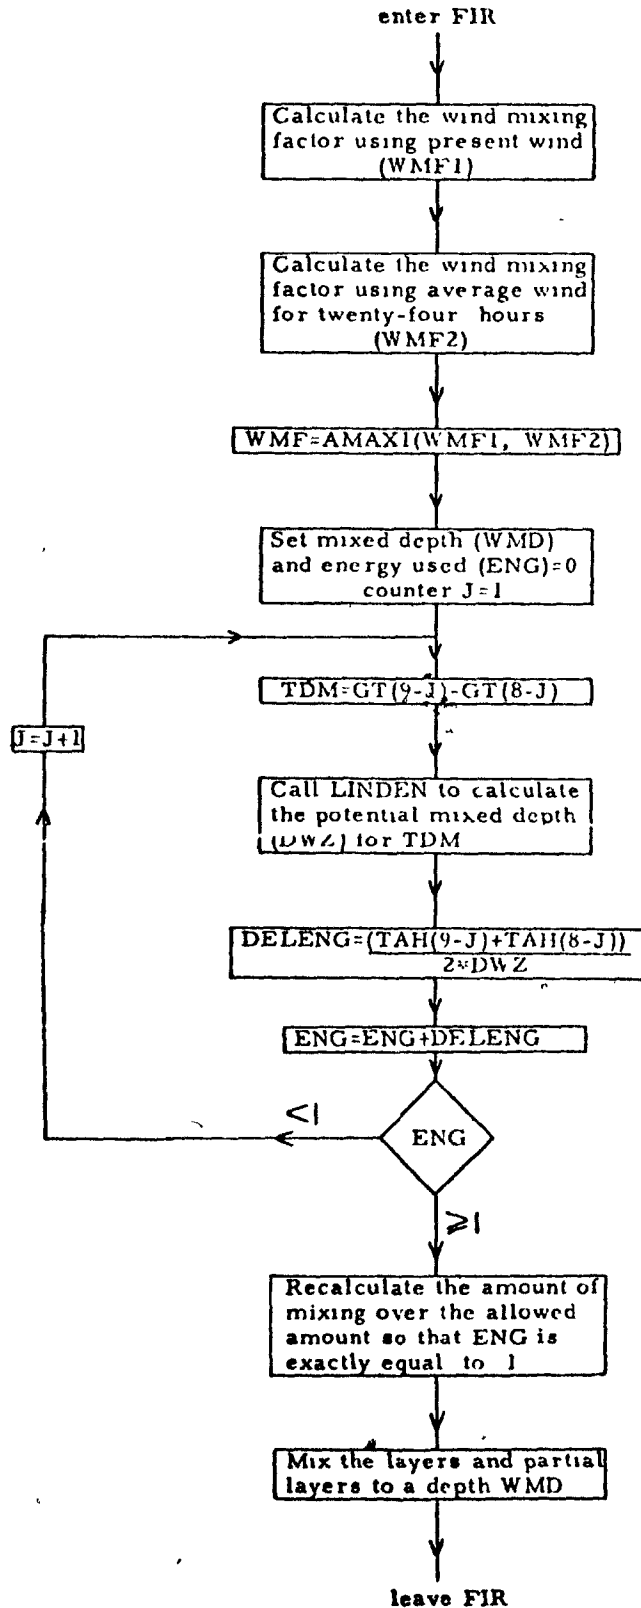 enter FIR
Calculate the wind mixing
factor using present wind
(WMF1)
Calculate the wind mixing
factor using average wind
for twenty-four hours
(WMF2)
WMF=AMAX1(WMF1, WMF2)
Set mixed depth (WMD)
and energy used (ENG)=0
counter J=1
TDM=GT(9-J)-GT(8-J)
J=J+1
Call LINDEN to calculate
the potential mixed depth
(DWZ) for TDM
DELENG=(TAH(9-J)+TAH(8-J))
2*DWZ
ENG=ENG+DELENG
<1
ENG
≥1
Recalculate the amount of
mixing over the allowed
amount so that ENG is
exactly equal to 1
Mix the layers and partial
layers to a depth WMD
leave FIR